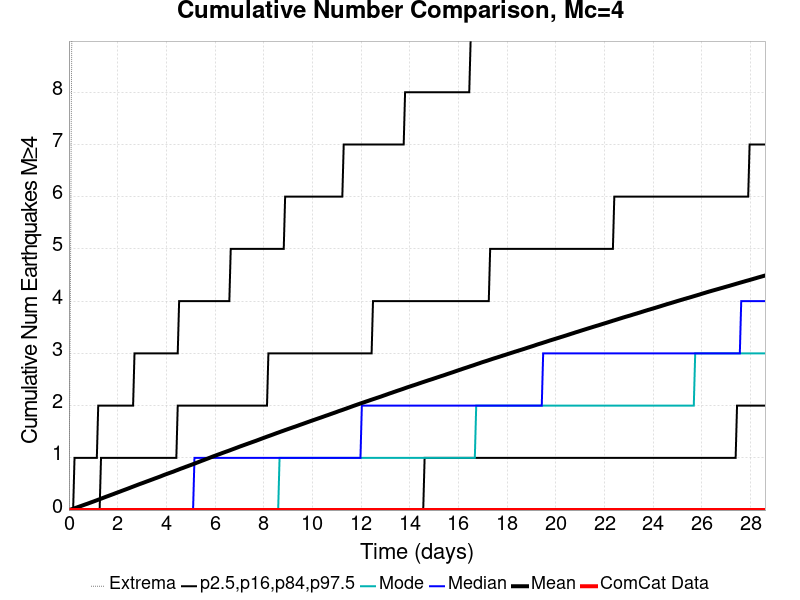 Cumulative Number Comparison, Mc=4
Cumulative Num Earthquakes M≥4
8
7
6
5
4
3
2
1
0
0 2 4 6 8 10 12 14 16 18 20 22 24 26 28
Time (days)
Extrema p2.5,p16,p84,p97.5 Mode Median Mean ComCat Data